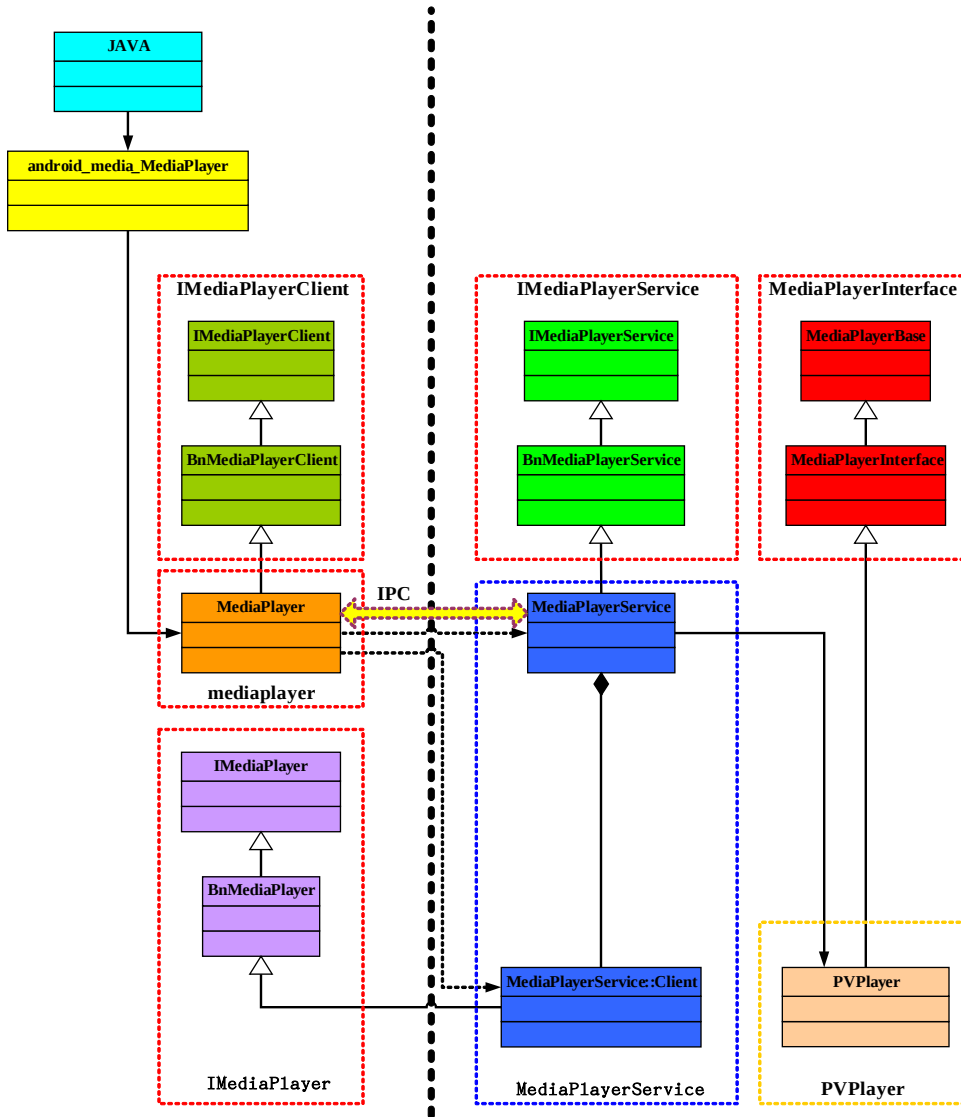 JAVA
android_media_MediaPlayer
IMediaPlayerClient
IMediaPlayerClient
BnMediaPlayerClient
IMediaPlayerService
IMediaPlayerService
BnMediaPlayerService
MediaPlayerInterface
MediaPlayerBase
MediaPlayerInterface
MediaPlayer
mediaplayer
IPC
MediaPlayerService
IMediaPlayer
BnMediaPlayer
IMediaPlayer
MediaPlayerService::Client
MediaPlayerService
PVPlayer
PVPlayer